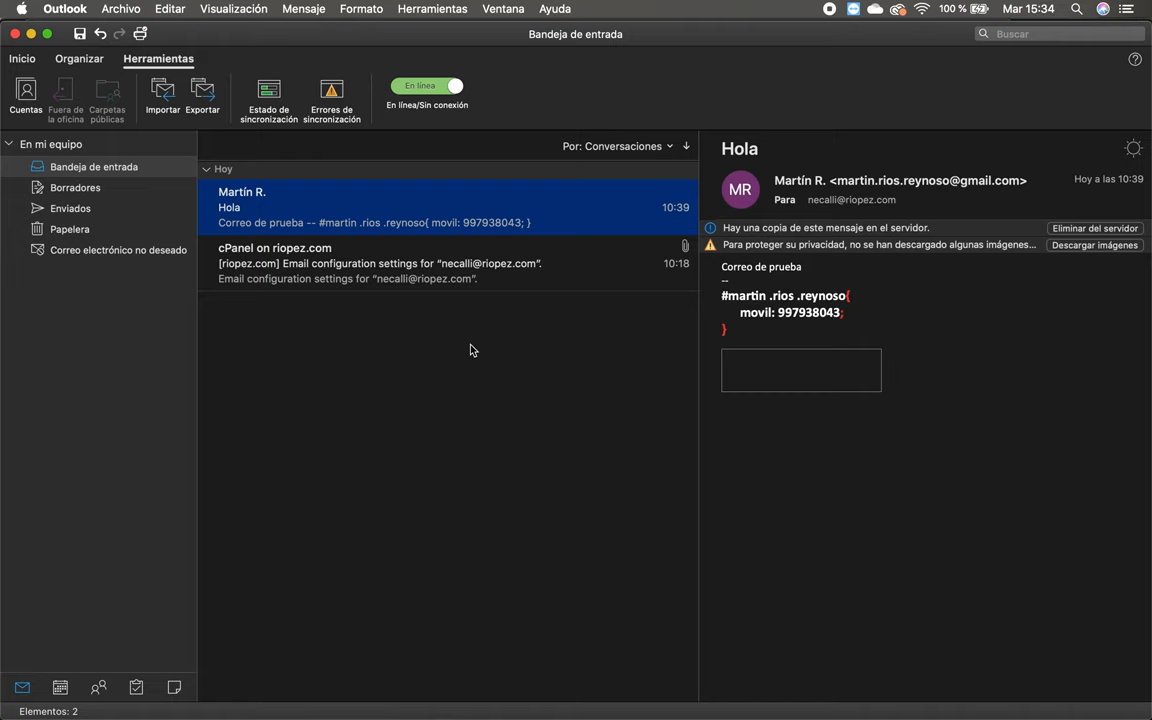 Outlook Archivo Editar Visualización Mensaje Formato Herramientas Ventana Ayuda 100 % Mar 15:34
Bandeja de entrada
Buscar
Inicio Organizar Herramientas
Cuentas
Fuera de la oficina
Carpetas públicas
Importar
Exportar
Estado de sincronización
Errores de sincronización
En línea
En línea/Sin conexión
En mi equipo
Bandeja de entrada
Borradores
Enviados
Papelera
Correo electrónico no deseado
Por: Conversaciones
Hoy
Martín R.
Hola 10:39
Correo de prueba -- #martin .rios .reynoso{ movil: 997938043; }
cPanel on riopez.com
[riopez.com] Email configuration settings for “necalli@riopez.com”. 10:18
Email configuration settings for “necalli@riopez.com”.
Hola
MR
Martín R. <martin.rios.reynoso@gmail.com> Hoy a las 10:39
Para necalli@riopez.com
Hay una copia de este mensaje en el servidor. Eliminar del servidor
Para proteger su privacidad, no se han descargado algunas imágenes... Descargar imágenes
Correo de prueba
--
#martin .rios .reynoso{
movil: 997938043;
}
Elementos: 2